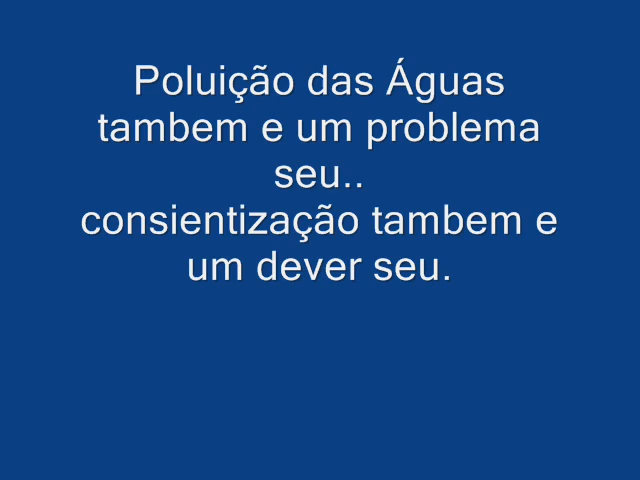 Poluição das Águas
tambem e um problema
seu..
consientização tambem e
um dever seu.